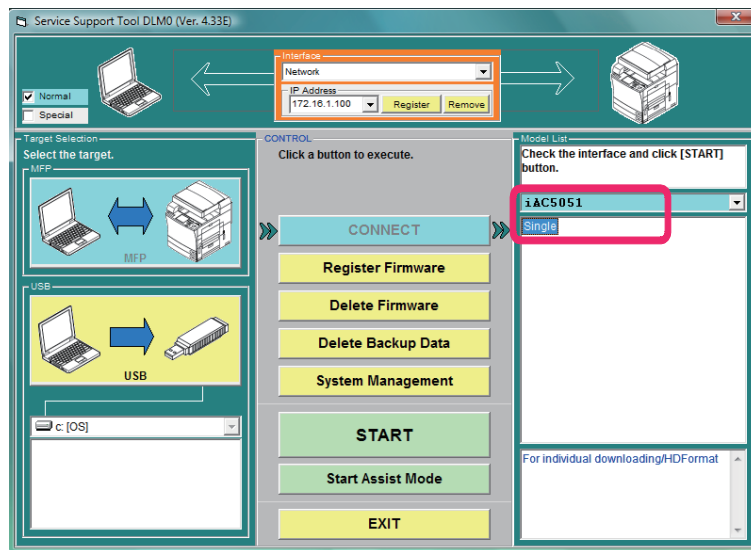 Service Support Tool DLM0 (Ver. 4.33E)
Normal
Special
Interface
Network
IP Address
172.16.1.100
Register
Remove
Target Selection
Select the target.
MFP
MFP
USB
USB
c: [OS]
CONTROL
Click a button to execute.
CONNECT
Register Firmware
Delete Firmware
Delete Backup Data
System Management
START
Start Assist Mode
EXIT
Model List
Check the interface and click [START]
button.
iAC5051
Single
For individual downloading/HDFormat